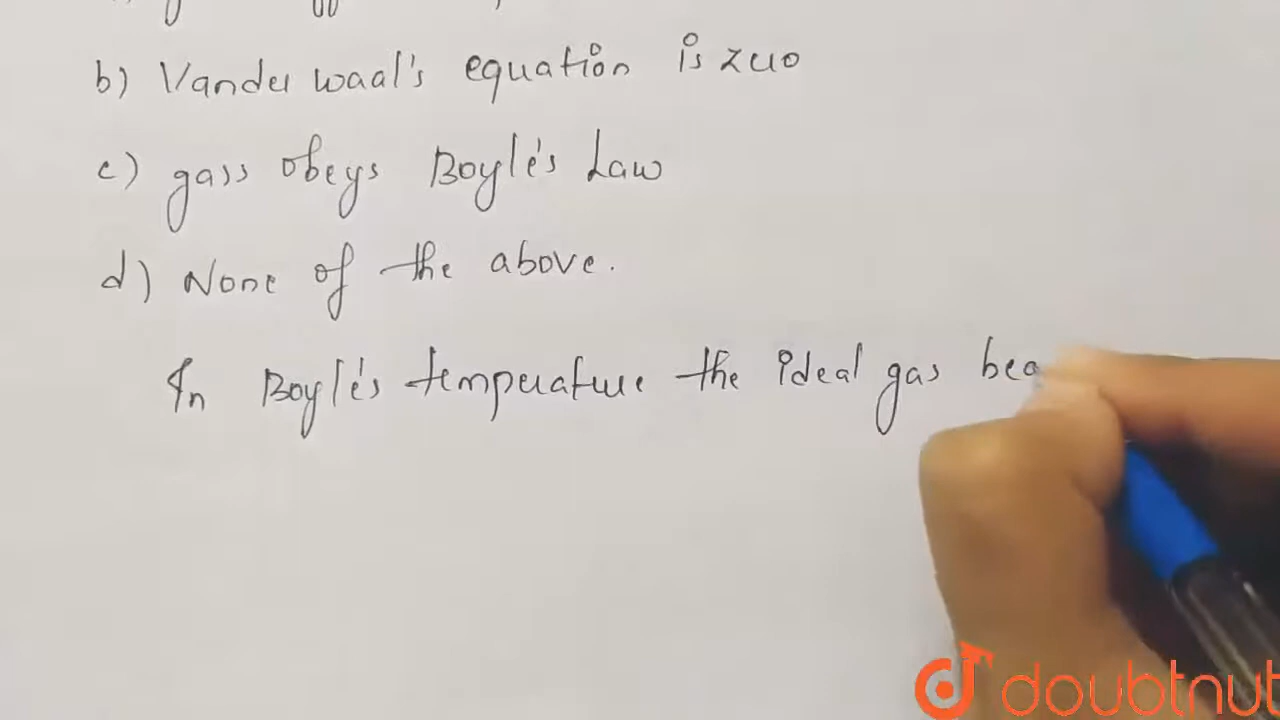 b) Vander waal's equation is zero
c) gass obeys Boyle's Law
d) None of the above.
In Boyle's temperature the ideal gas bea
doubtnut